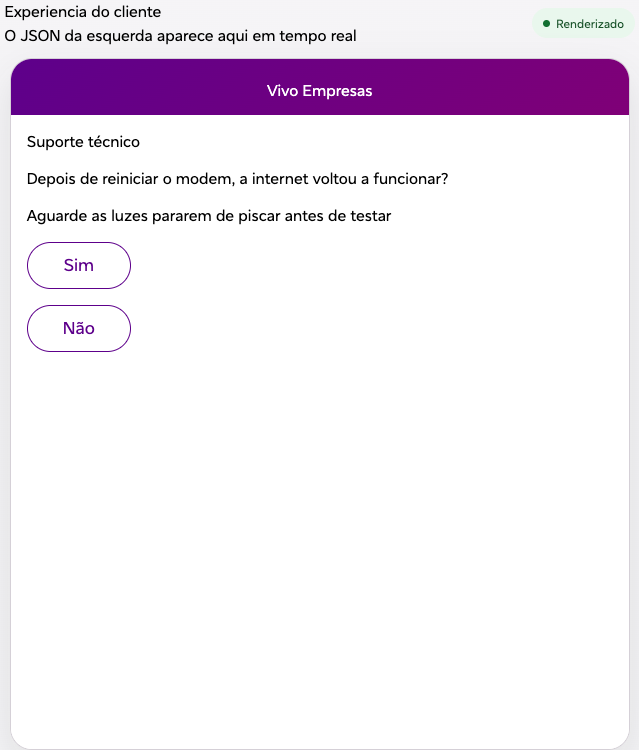 Experiencia do cliente
O JSON da esquerda aparece aqui em tempo real
Renderizado
Vivo Empresas
Suporte técnico
Depois de reiniciar o modem, a internet voltou a funcionar?
Aguarde as luzes pararem de piscar antes de testar
Sim
Não